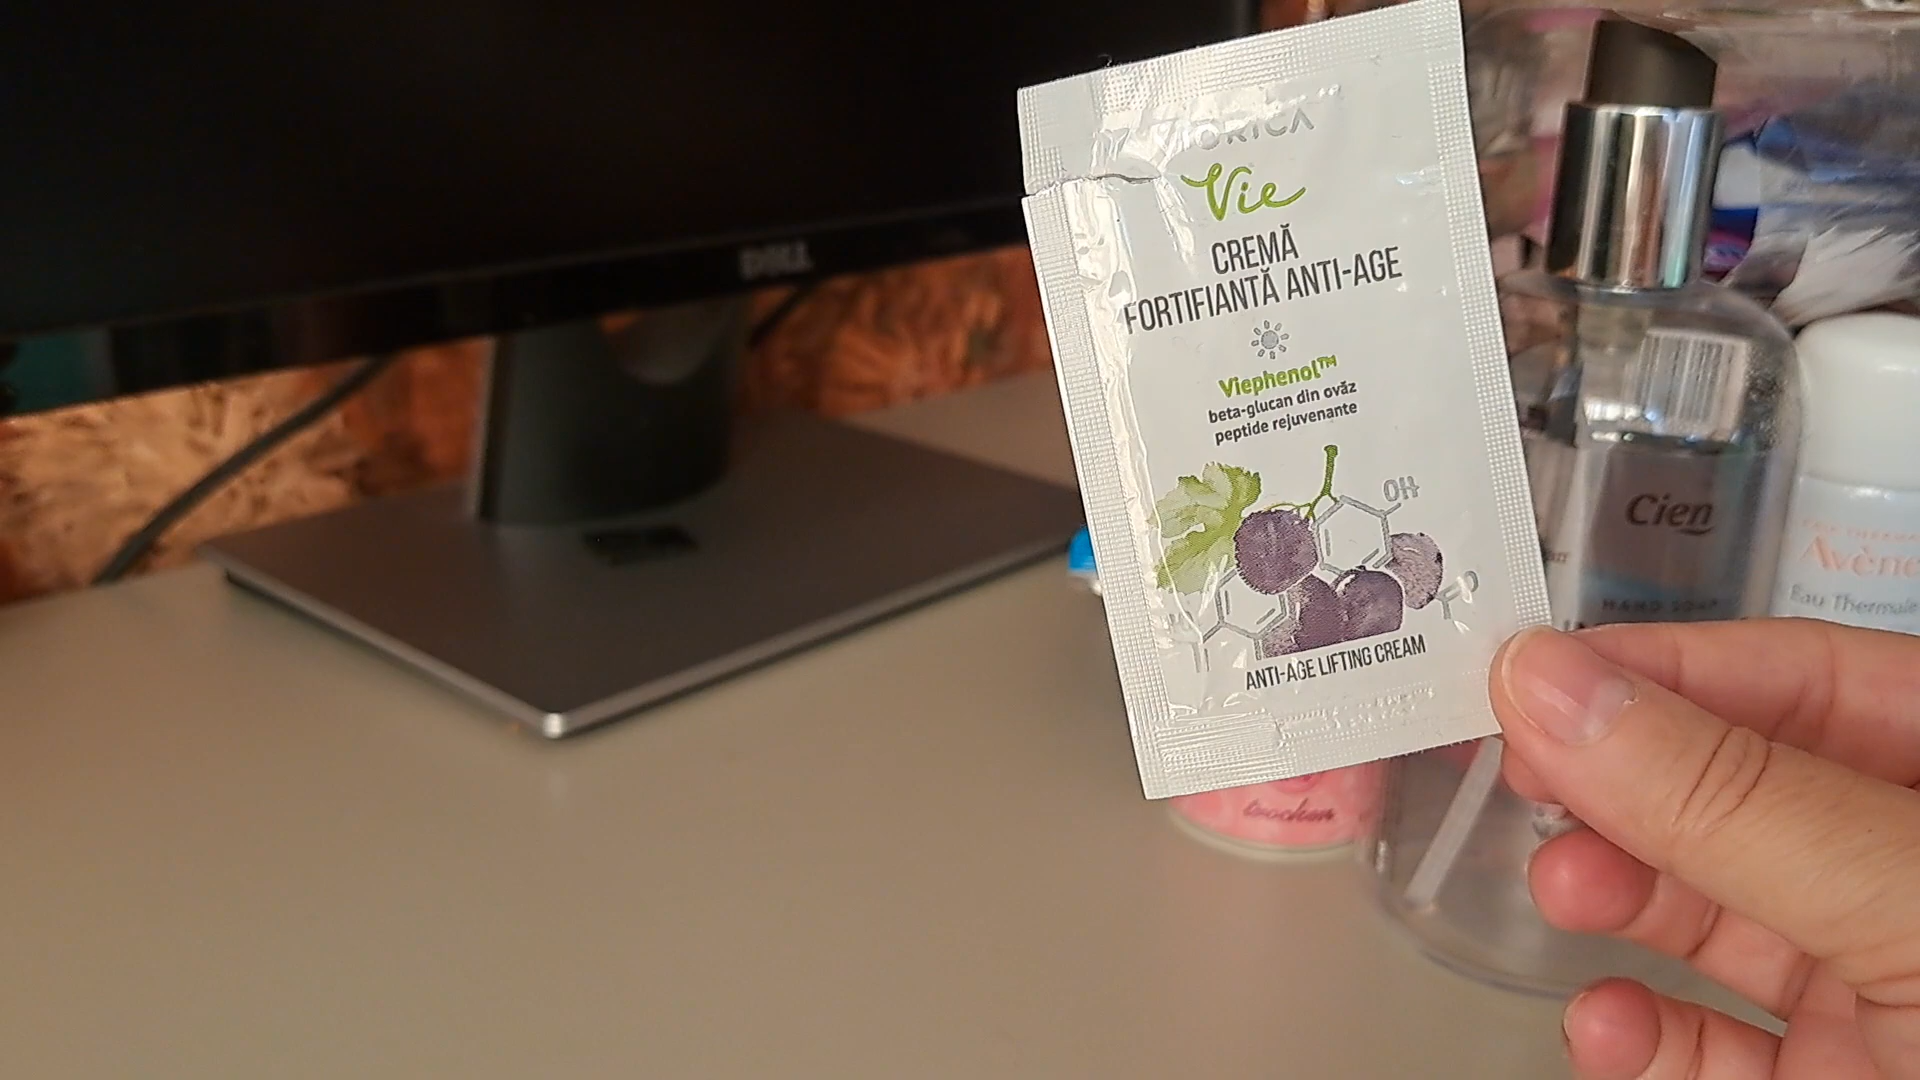 DELL
Vie
CREMĂ
FORTIFIANTĂ ANTI-AGE
Viephenol™
beta-glucan din ovăz
peptide rejuvenante
OH
O
ANTI-AGE LIFTING CREAM
Cien
HAND SOAP
Avène
Eau Thermale